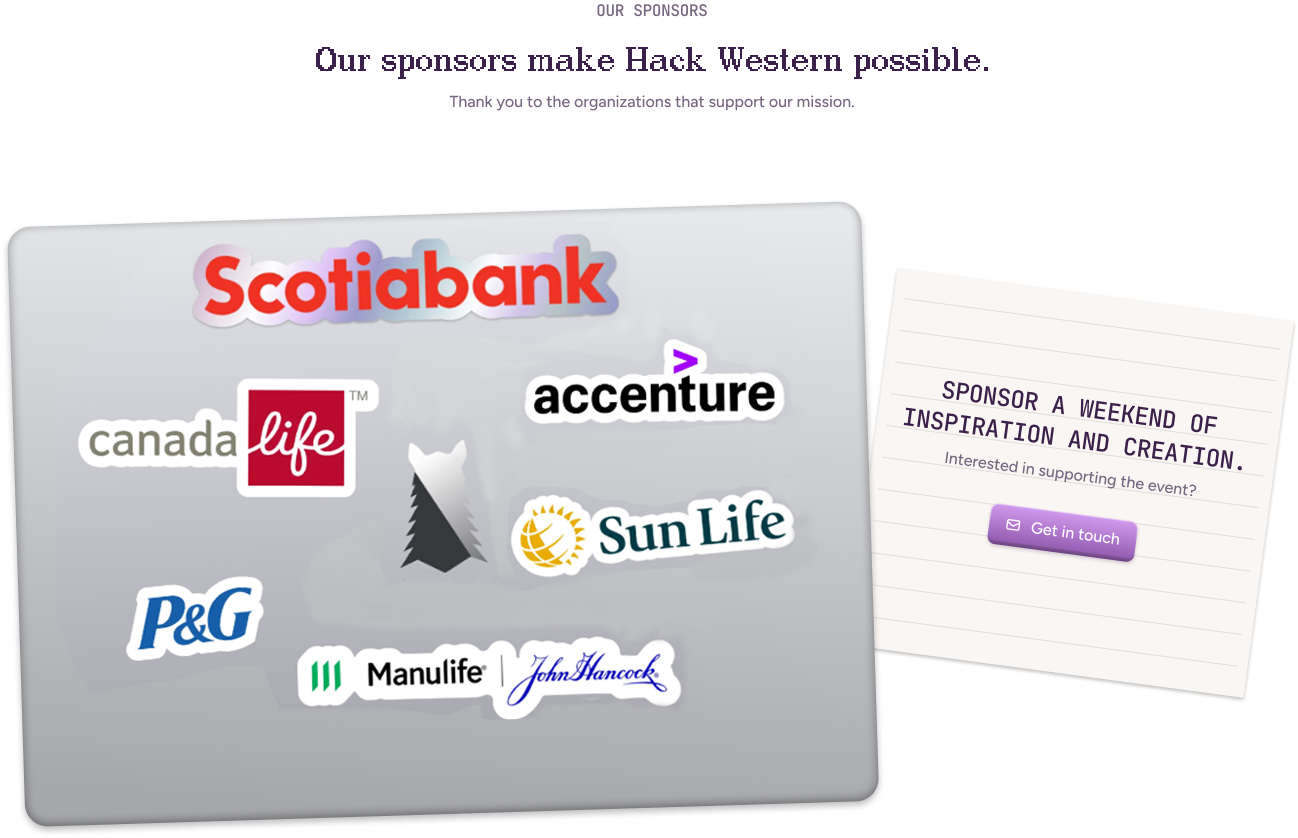 OUR SPONSORS
Our sponsors make Hack Western possible.
Thank you to the organizations that support our mission.
Scotiabank
accenture
canada life™
Sun Life
P&G
Manulife® | John Hancock®
SPONSOR A WEEKEND OF
INSPIRATION AND CREATION.
Interested in supporting the event?
Get in touch